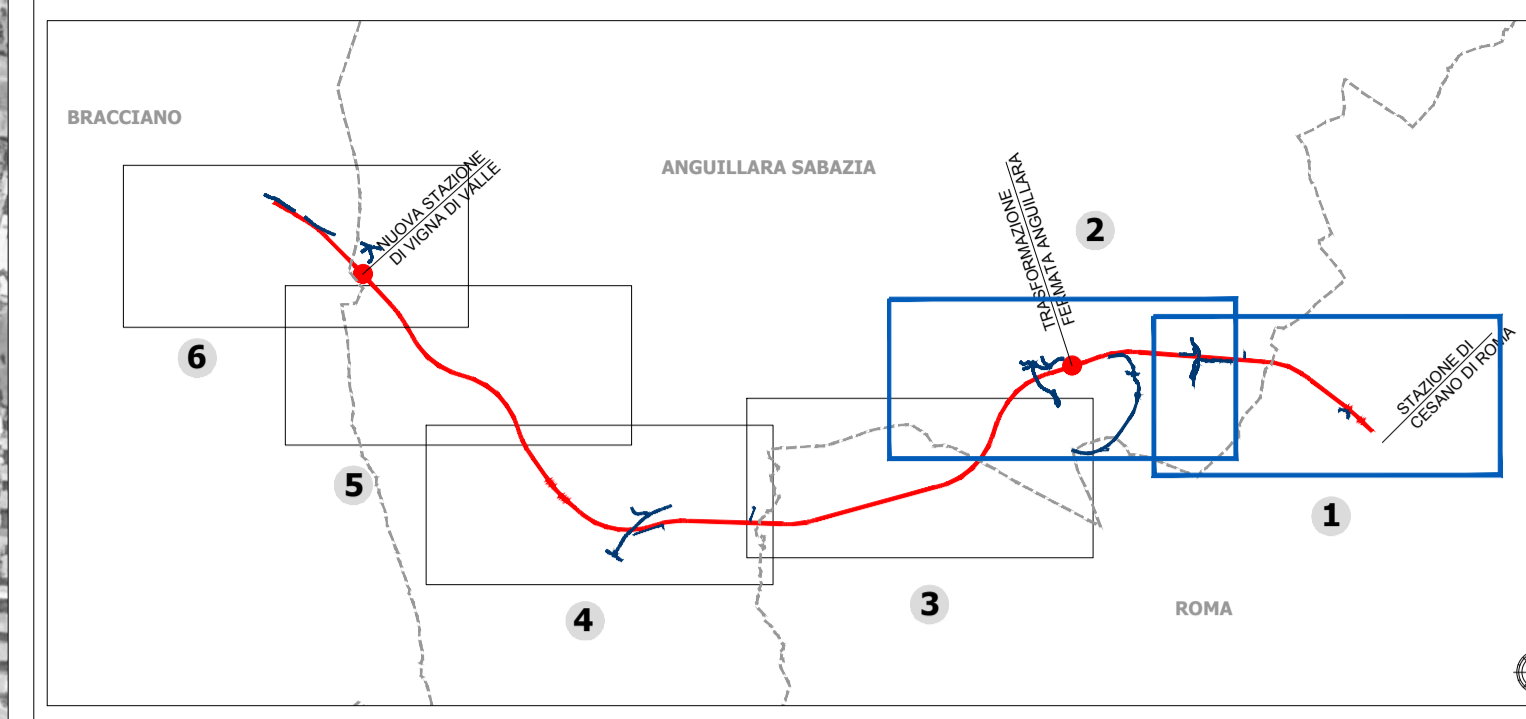 BRACCIANO
ANGUILLARA SABAZIA
NUOVA STAZIONE
DI VIGNA DI VALLE
TRASFORMAZIONE
FERMATA ANGUILLARA
2
6
STAZIONE DI
CESANO DI ROMA
5
1
4
3
ROMA